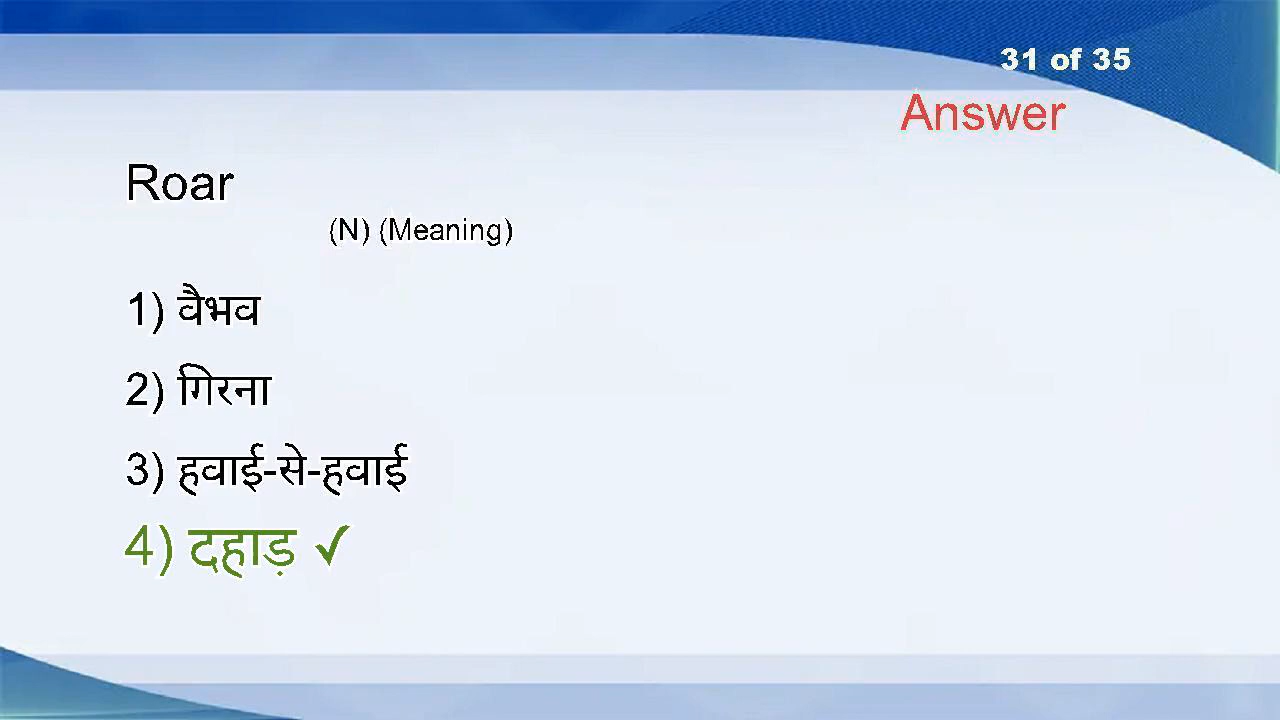 31 of 35
Answer
Roar
(N) (Meaning)
1) वैभव
2) गिरना
3) हवाई-से-हवाई
4) दहाड़ ✓